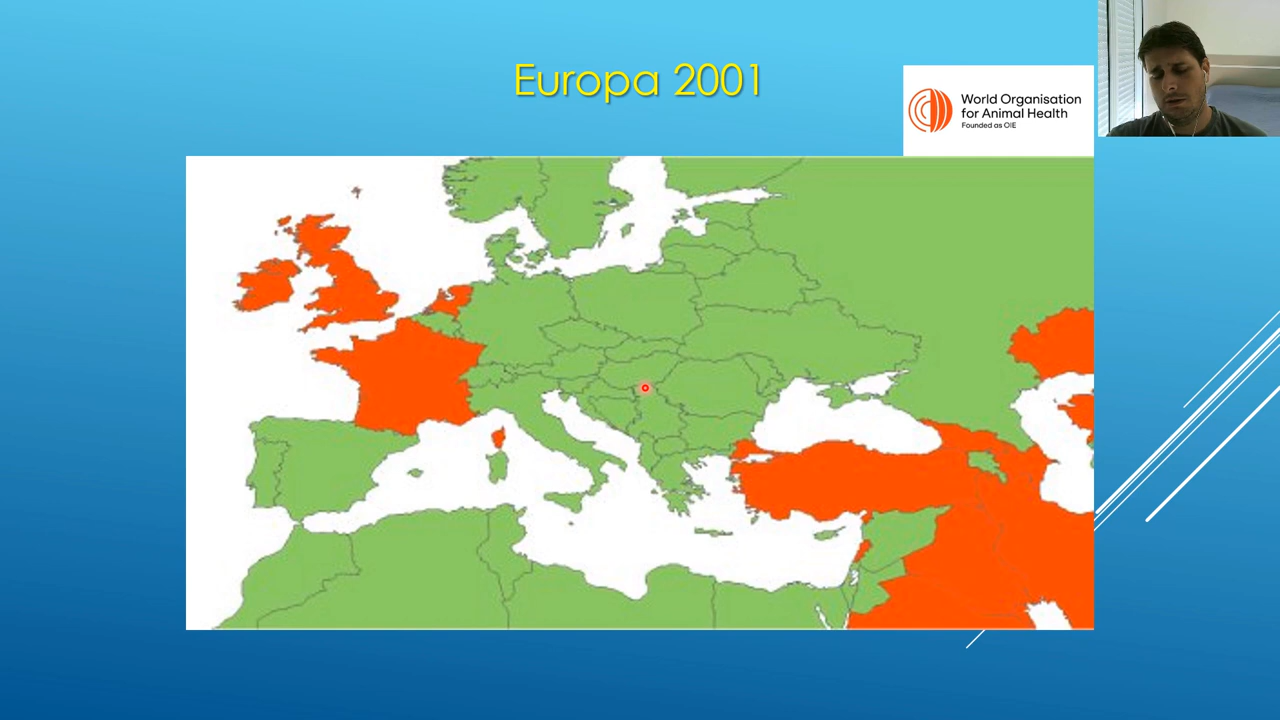 Europa 2001
World Organisation
for Animal Health
Founded as OIE